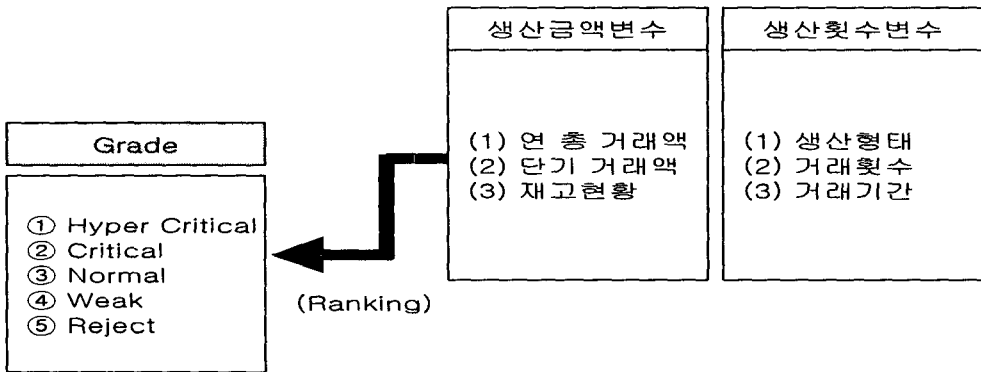 생산금액변수
(1) 연 총 거래액
(2) 단기 거래액
(3) 재고현황
생산횟수변수
(1) 생산형태
(2) 거래횟수
(3) 거래기간
Grade
① Hyper Critical
② Critical
③ Normal
④ Weak
⑤ Reject
(Ranking)